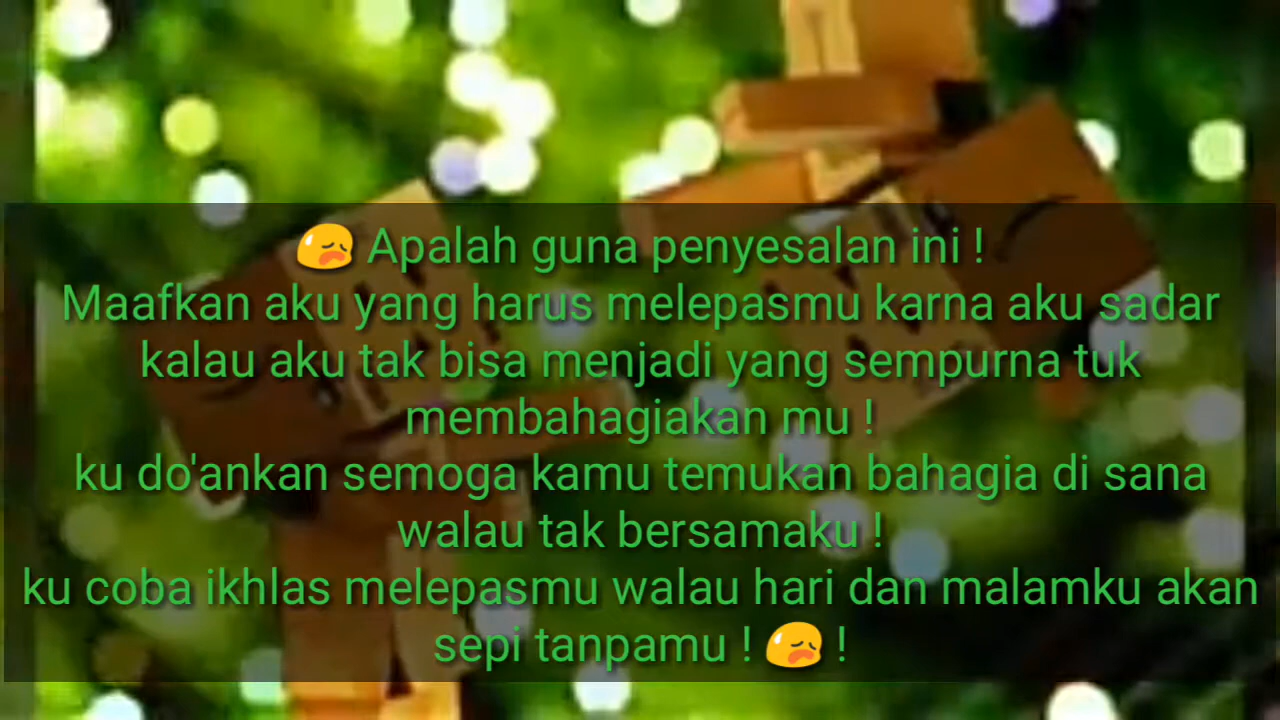 😥 Apalah guna penyesalan ini !
Maafkan aku yang harus melepasmu karna aku sadar
kalau aku tak bisa menjadi yang sempurna tuk
membahagiakan mu !
ku do'ankan semoga kamu temukan bahagia di sana
walau tak bersamaku !
ku coba ikhlas melepasmu walau hari dan malamku akan
sepi tanpamu ! 😥 !